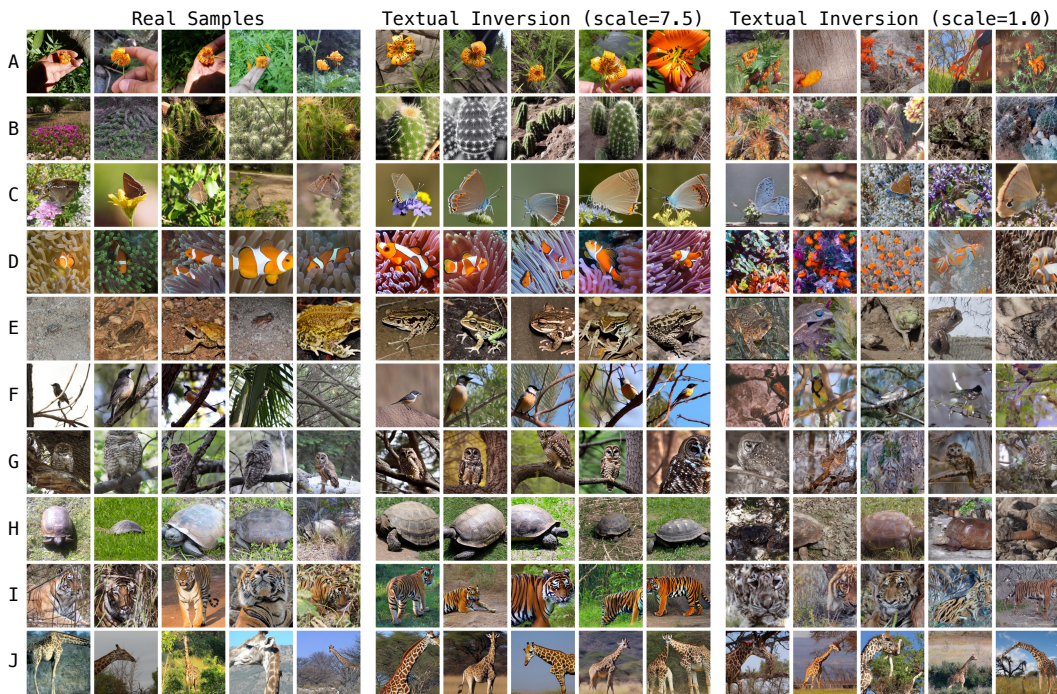 Real Samples
Textual Inversion (scale=7.5)
Textual Inversion (scale=1.0)
A
B
C
D
E
F
G
H
I
J